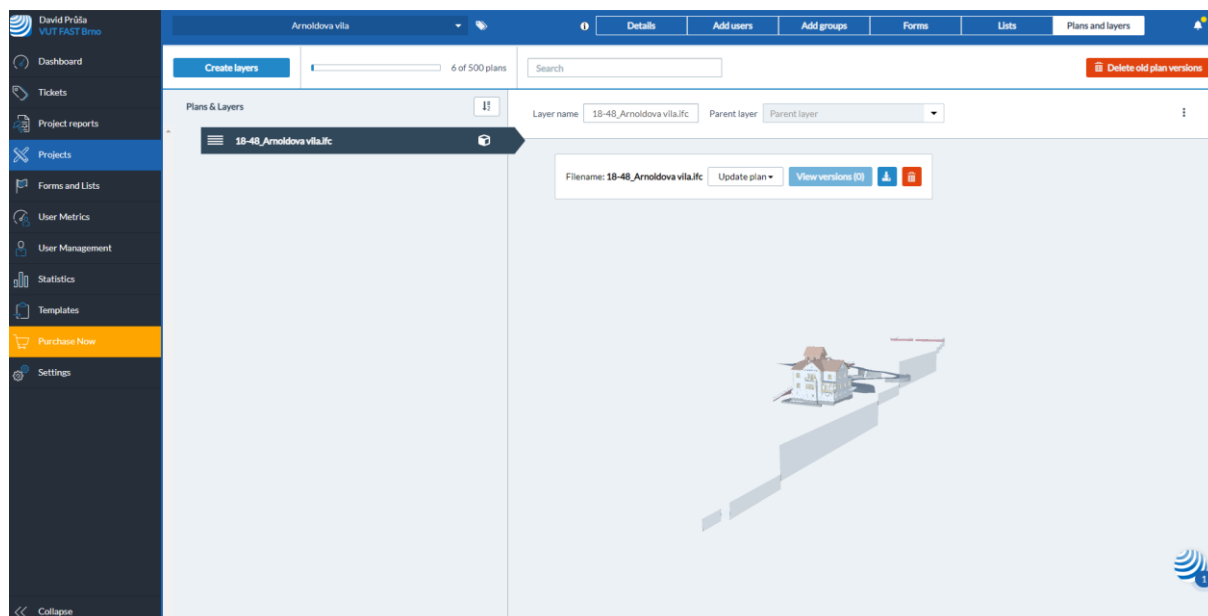 David Průša
VUT FAST Brno
Dashboard
Tickets
Project reports
Projects
Forms and Lists
User Metrics
User Management
Statistics
Templates
Purchase Now
Settings
Collapse
Arnoldova vila
Details
Add users
Add groups
Forms
Lists
Plans and layers
Create layers
6 of 500 plans
Search
Delete old plan versions
Plans & Layers
18-48_Arnoldova vila.ifc
Layer name
18-48_Arnoldova vila.ifc
Parent layer
Parent layer
Filename: 18-48_Arnoldova vila.ifc
Update plan
View versions (0)
1